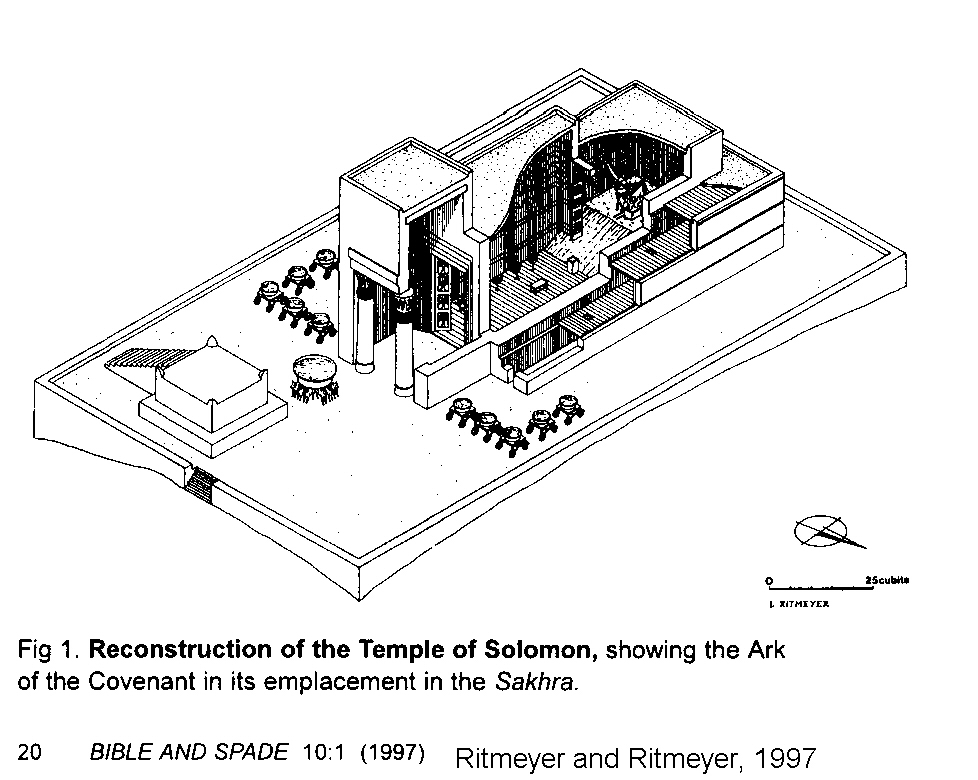 0 25cubits
L RITMEYER
Fig 1. Reconstruction of the Temple of Solomon, showing the Ark
of the Covenant in its emplacement in the Sakhra.
20 BIBLE AND SPADE 10:1 (1997) Ritmeyer and Ritmeyer, 1997